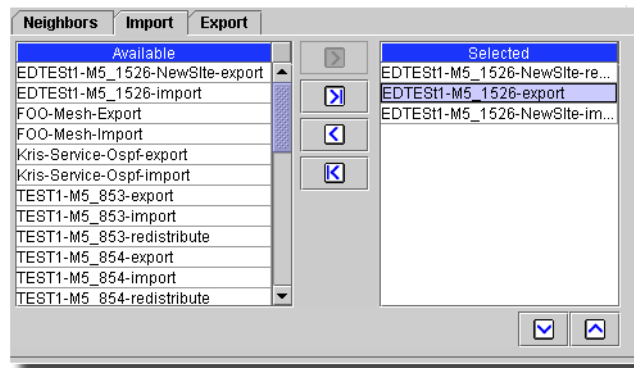 Neighbors Import Export
Available
EDTESt1-M5_1526-NewSIte-export
EDTESt1-M5_1526-import
FOO-Mesh-Export
FOO-Mesh-Import
Kris-Service-Ospf-export
Kris-Service-Ospf-import
TEST1-M5_853-export
TEST1-M5_853-import
TEST1-M5_853-redistribute
TEST1-M5_854-export
TEST1-M5_854-import
TEST1-M5_854-redistribute
Selected
EDTESt1-M5_1526-NewSIte-re...
EDTESt1-M5_1526-export
EDTESt1-M5_1526-NewSIte-im...